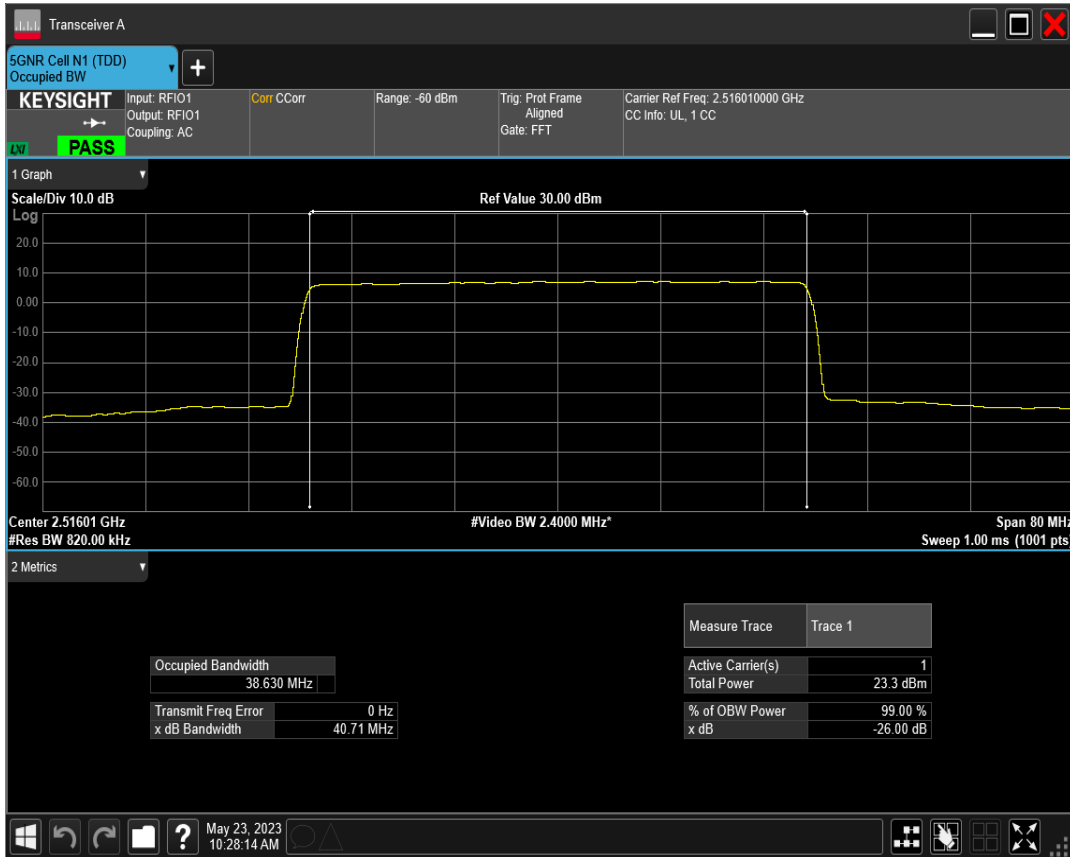 Transceiver A
5GNR Cell N1 (TDD)
Occupied BW
+
KEYSIGHT
LXI
PASS
Input: RFIO1
Output: RFIO1
Coupling: AC
Corr CCorr
Range: -60 dBm
Trig: Prot Frame
Aligned
Gate: FFT
Carrier Ref Freq: 2.516010000 GHz
CC Info: UL, 1 CC
1 Graph
Scale/Div 10.0 dB
Ref Value 30.00 dBm
Log
20.0
10.0
0.00
-10.0
-20.0
-30.0
-40.0
-50.0
-60.0
Center 2.51601 GHz
#Video BW 2.4000 MHz*
Span 80 MHz
#Res BW 820.00 kHz
Sweep 1.00 ms (1001 pts)
2 Metrics
Measure Trace Trace 1
Occupied Bandwidth
38.630 MHz
Active Carrier(s) 1
Total Power 23.3 dBm
Transmit Freq Error 0 Hz
x dB Bandwidth 40.71 MHz
% of OBW Power 99.00 %
x dB -26.00 dB
?
May 23, 2023
10:28:14 AM